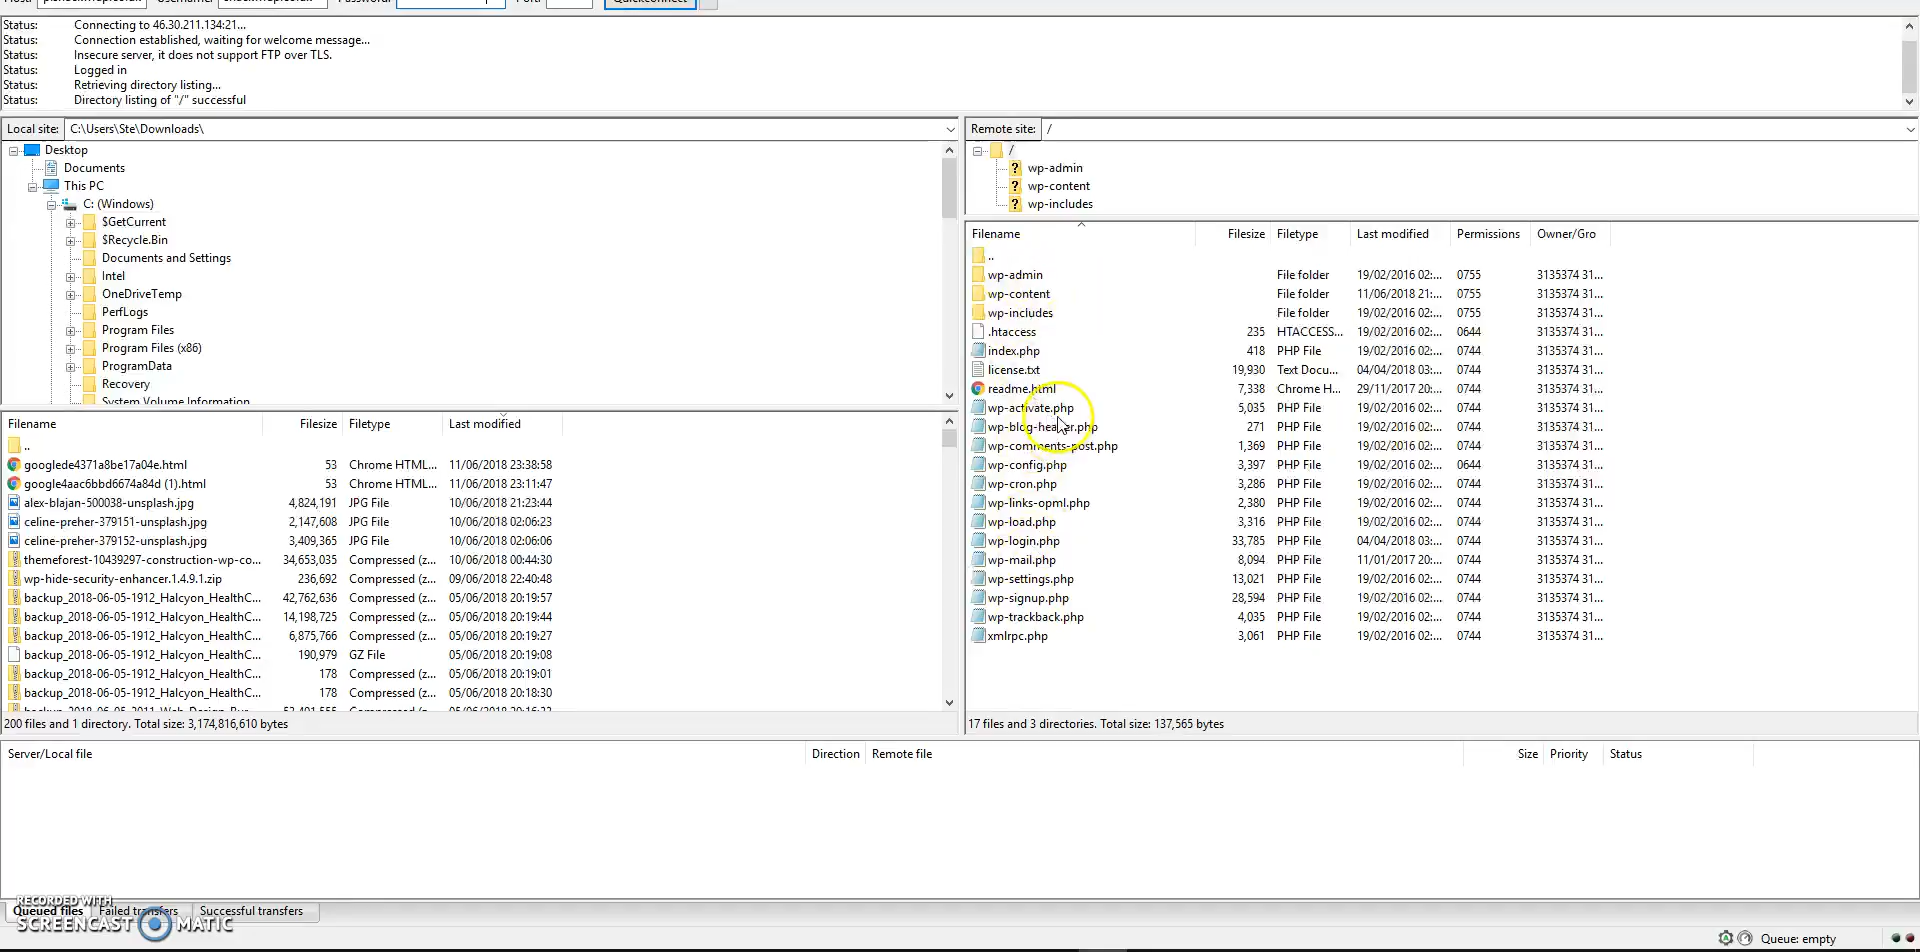 Quickconnect
Status: Connecting to 46.30.211.134:21...
Status: Connection established, waiting for welcome message...
Status: Insecure server, it does not support FTP over TLS.
Status: Logged in
Status: Retrieving directory listing...
Status: Directory listing of "/" successful
Local site: C:\Users\Ste\Downloads\
Desktop
Documents
This PC
C: (Windows)
$GetCurrent
$Recycle.Bin
Documents and Settings
Intel
OneDriveTemp
PerfLogs
Program Files
Program Files (x86)
ProgramData
Recovery
System Volume Information
Remote site: /
/
wp-admin
wp-content
wp-includes
Filename Filesize Filetype Last modified
..
googlede4371a8be17a04e.html 53 Chrome HTML... 11/06/2018 23:38:58
google4aac6bbd6674a84d (1).html 53 Chrome HTML... 11/06/2018 23:11:47
alex-blajan-500038-unsplash.jpg 4,824,191 JPG File 10/06/2018 21:23:44
celine-preher-379151-unsplash.jpg 2,147,608 JPG File 10/06/2018 02:06:23
celine-preher-379152-unsplash.jpg 3,409,365 JPG File 10/06/2018 02:06:06
themeforest-10439297-construction-wp-co... 34,653,035 Compressed (z... 10/06/2018 00:44:30
wp-hide-security-enhancer.1.4.9.1.zip 236,692 Compressed (z... 09/06/2018 22:40:48
backup_2018-06-05-1912_Halcyon_HealthC... 42,762,636 Compressed (z... 05/06/2018 20:19:57
backup_2018-06-05-1912_Halcyon_HealthC... 14,198,725 Compressed (z... 05/06/2018 20:19:44
backup_2018-06-05-1912_Halcyon_HealthC... 6,875,766 Compressed (z... 05/06/2018 20:19:27
backup_2018-06-05-1912_Halcyon_HealthC... 190,979 GZ File 05/06/2018 20:19:08
backup_2018-06-05-1912_Halcyon_HealthC... 178 Compressed (z... 05/06/2018 20:19:01
backup_2018-06-05-1912_Halcyon_HealthC... 178 Compressed (z... 05/06/2018 20:18:30
200 files and 1 directory. Total size: 3,174,816,610 bytes
Filename Filesize Filetype Last modified Permissions Owner/Gro
..
wp-admin File folder 19/02/2016 02:... 0755 3135374 31...
wp-content File folder 11/06/2018 21:... 0755 3135374 31...
wp-includes File folder 19/02/2016 02:... 0755 3135374 31...
.htaccess 235 HTACCESS... 19/02/2016 02:... 0644 3135374 31...
index.php 418 PHP File 19/02/2016 02:... 0744 3135374 31...
license.txt 19,930 Text Docu... 04/04/2018 03:... 0744 3135374 31...
readme.html 7,338 Chrome H... 29/11/2017 20:... 0744 3135374 31...
wp-activate.php 5,035 PHP File 19/02/2016 02:... 0744 3135374 31...
wp-blog-header.php 271 PHP File 19/02/2016 02:... 0744 3135374 31...
wp-comments-post.php 1,369 PHP File 19/02/2016 02:... 0744 3135374 31...
wp-config.php 3,397 PHP File 19/02/2016 02:... 0644 3135374 31...
wp-cron.php 3,286 PHP File 19/02/2016 02:... 0744 3135374 31...
wp-links-opml.php 2,380 PHP File 19/02/2016 02:... 0744 3135374 31...
wp-load.php 3,316 PHP File 19/02/2016 02:... 0744 3135374 31...
wp-login.php 33,785 PHP File 04/04/2018 03:... 0744 3135374 31...
wp-mail.php 8,094 PHP File 11/01/2017 20:... 0744 3135374 31...
wp-settings.php 13,021 PHP File 19/02/2016 02:... 0744 3135374 31...
wp-signup.php 28,594 PHP File 19/02/2016 02:... 0744 3135374 31...
wp-trackback.php 4,035 PHP File 19/02/2016 02:... 0744 3135374 31...
xmlrpc.php 3,061 PHP File 19/02/2016 02:... 0744 3135374 31...
17 files and 3 directories. Total size: 137,565 bytes
Server/Local file Direction Remote file Size Priority Status
Queued files Failed transfers Successful transfers
RECORDED WITH
SCREENCAST MATIC
Queue: empty